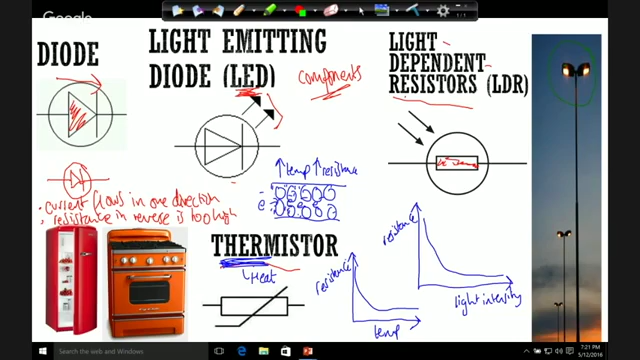 Google
DIODE
LIGHT EMITTING
DIODE (LED)
components
LIGHT
DEPENDENT
RESISTORS (LDR)
↑temp ↑resistance
e-
• Current flows in one direction
• resistance in reverse is too high
THERMISTOR
Heat
resistance
temp
resistance
light intensity
Search the web and Windows
7:21 PM
5/12/2016